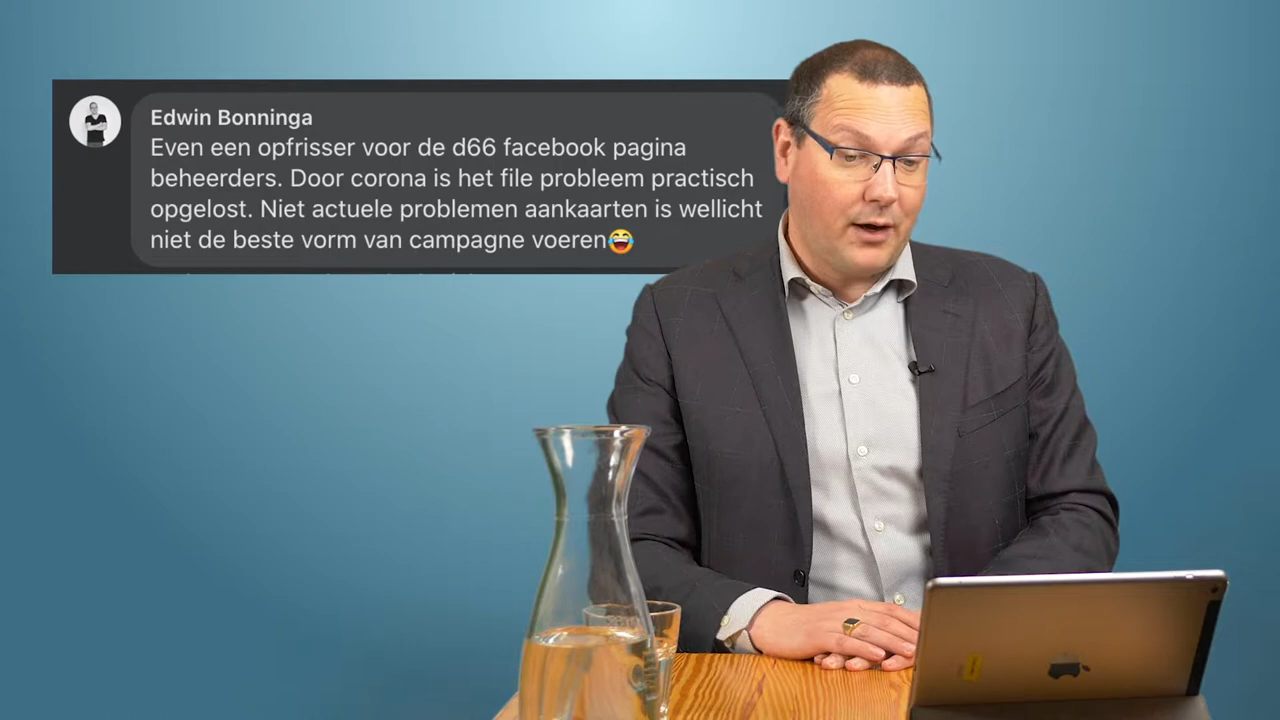 Edwin Bonninga
Even een opfrisser voor de d66 facebook pagina
beheerders. Door corona is het file probleem practisch
opgelost. Niet actuele problemen aankaarten is wellicht
niet de beste vorm van campagne voeren😂